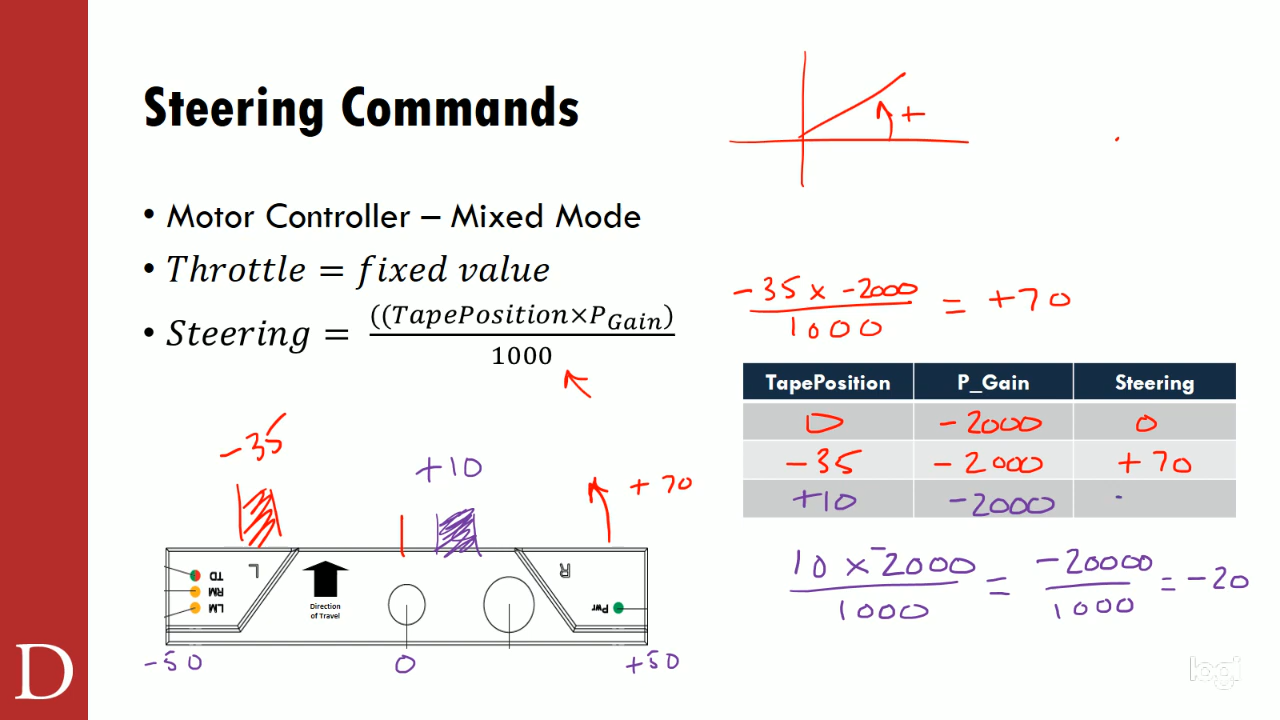 Steering Commands
+
• Motor Controller – Mixed Mode
• Throttle = fixed value
• Steering = ((TapePosition×P_Gain) / 1000
-35 x -2000 / 1000 = +70
TapePosition P_Gain Steering
0 -2000 0
-35 -2000 +70
+10 -2000
-35
+10
+70
L
R
TD
RM
LM
Direction
of Travel
Pwr
-50 0 +50
10 x -2000 / 1000 = -20000 / 1000 = -20
D
logi